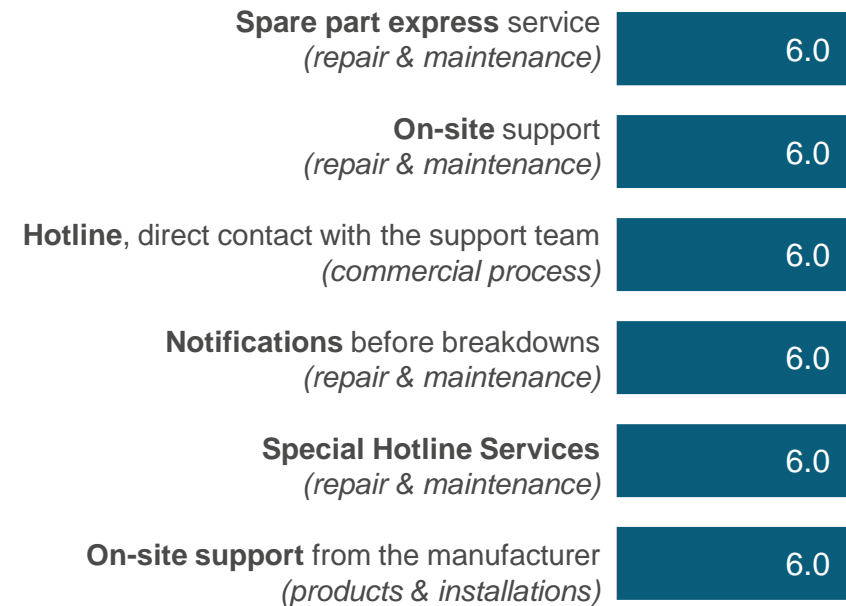 Spare part express service
(repair & maintenance)
6.0
On-site support
(repair & maintenance)
6.0
Hotline, direct contact with the support team
(commercial process)
6.0
Notifications before breakdowns
(repair & maintenance)
6.0
Special Hotline Services
(repair & maintenance)
6.0
On-site support from the manufacturer
(products & installations)
6.0